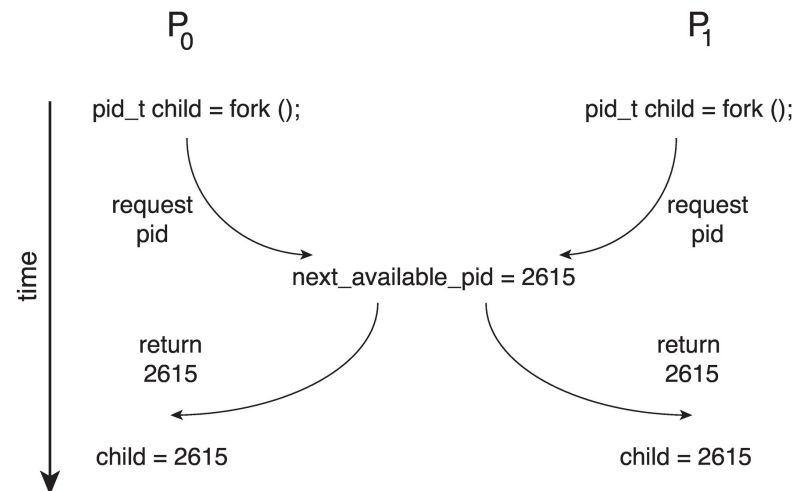 P0 P1
pid_t child = fork (); pid_t child = fork ();
request request
pid pid
time
next_available_pid = 2615
return return
2615 2615
child = 2615 child = 2615